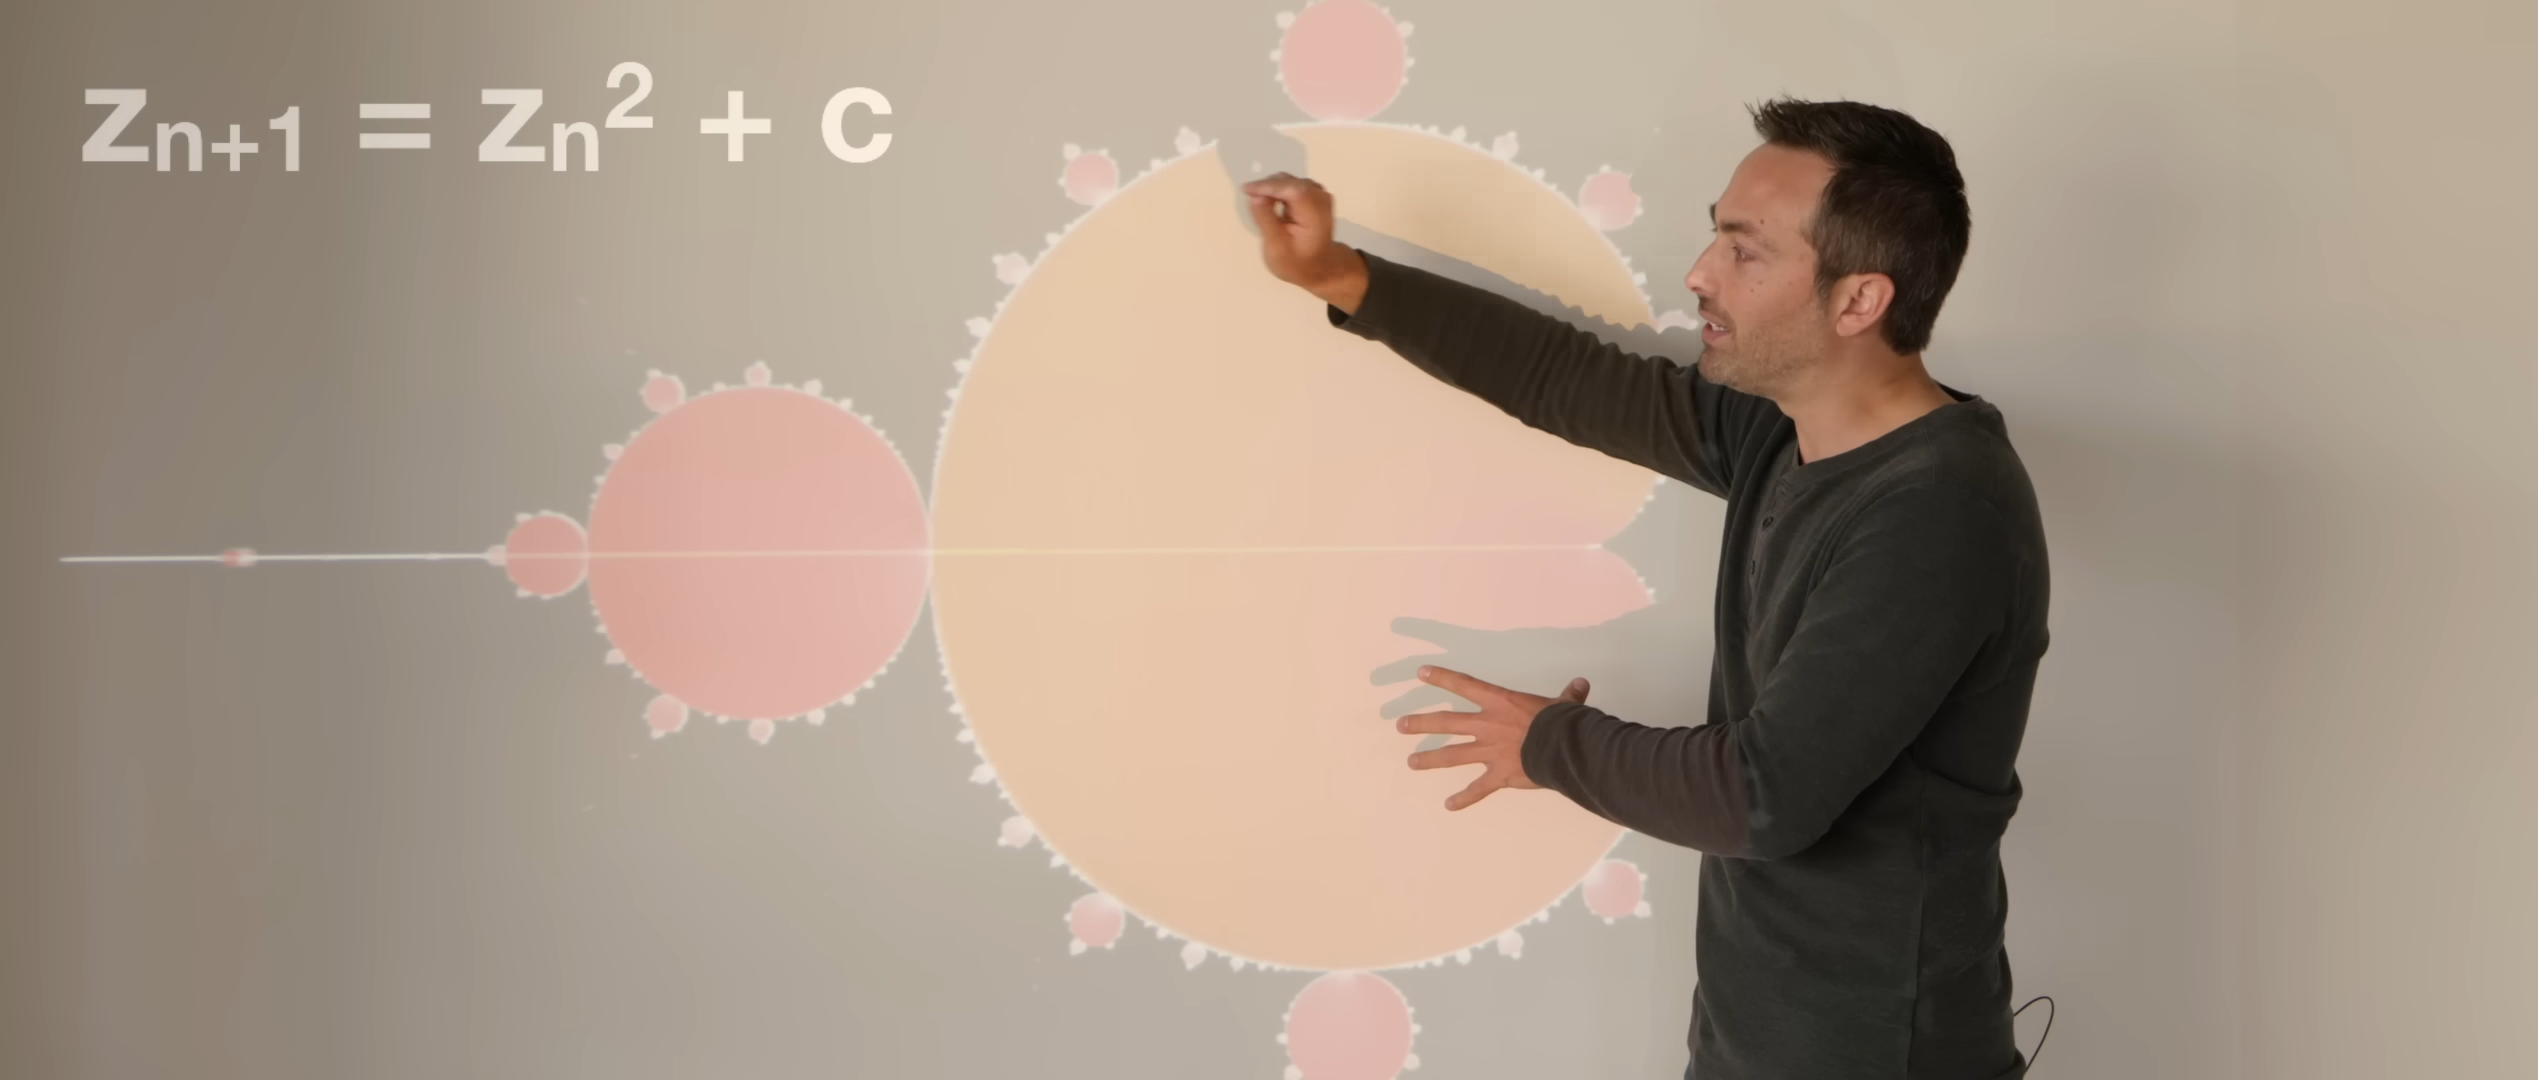 zₙ₊₁ = zₙ² + c